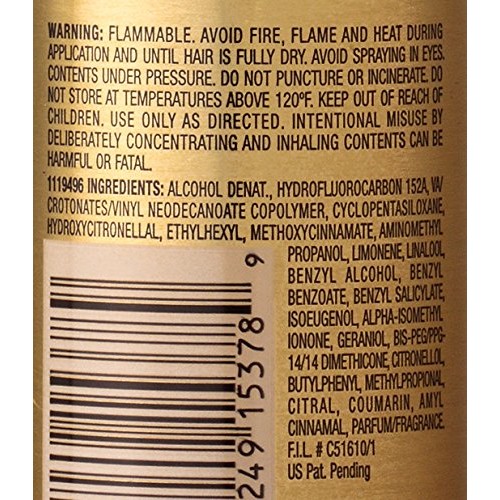 WARNING: FLAMMABLE. AVOID FIRE, FLAME AND HEAT DURING
APPLICATION AND UNTIL HAIR IS FULLY DRY. AVOID SPRAYING IN EYES.
CONTENTS UNDER PRESSURE. DO NOT PUNCTURE OR INCINERATE. DO
NOT STORE AT TEMPERATURES ABOVE 120ºF. KEEP OUT OF REACH OF
CHILDREN. USE ONLY AS DIRECTED. INTENTIONAL MISUSE BY
DELIBERATELY CONCENTRATING AND INHALING CONTENTS CAN BE
HARMFUL OR FATAL.
1119496 INGREDIENTS: ALCOHOL DENAT., HYDROFLUOROCARBON 152A, VA/
CROTONATES/VINYL NEODECANOATE COPOLYMER, CYCLOPENTASILOXANE,
HYDROXYCITRONELLAL, ETHYLHEXYL, METHOXYCINNAMATE, AMINOMETHYL
PROPANOL, LIMONENE, LINALOOL,
BENZYL ALCOHOL, BENZYL
BENZOATE, BENZYL SALICYLATE,
ISOEUGENOL, ALPHA-ISOMETHYL
IONONE, GERANIOL, BIS-PEG/PPG-
14/14 DIMETHICONE, CITRONELLOL,
BUTYLPHENYL, METHYLPROPIONAL,
CITRAL, COUMARIN, AMYL
CINNAMAL, PARFUM/FRAGRANCE.
F.I.L. # C51610/1
US Pat. Pending
249 15378 9